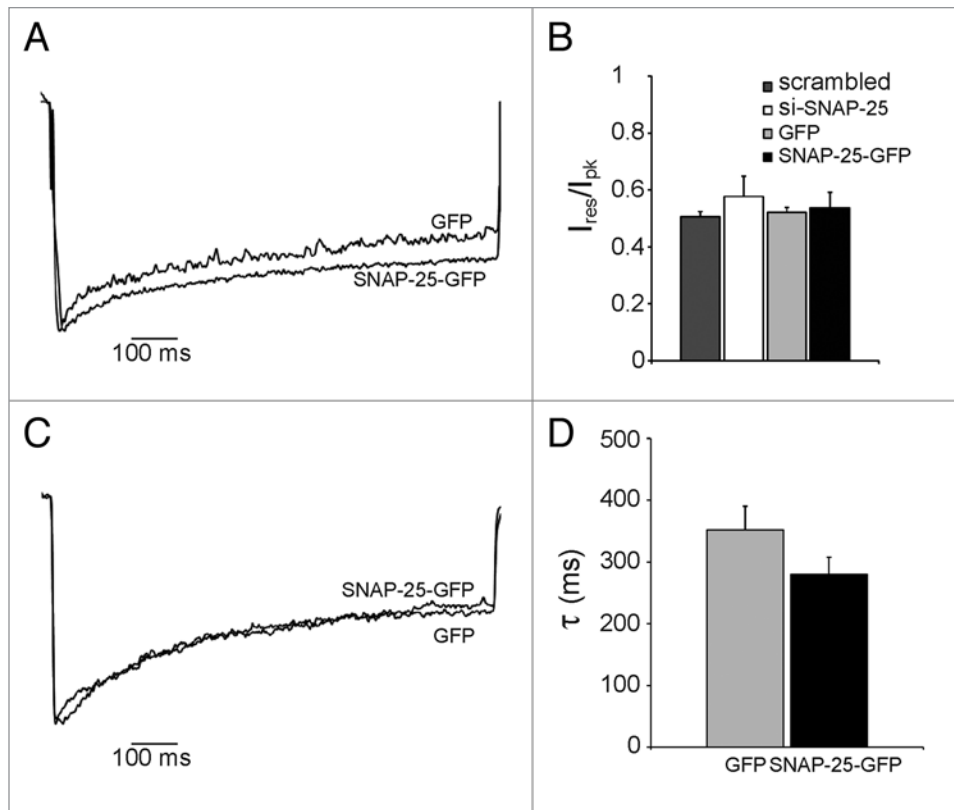 A
GFP
SNAP-25-GFP
100 ms
B
1
0.8
0.6
0.4
0.2
0
I_res/I_pk
scrambled
si-SNAP-25
GFP
SNAP-25-GFP
C
SNAP-25-GFP
GFP
100 ms
D
500
400
300
200
100
0
τ (ms)
GFP SNAP-25-GFP